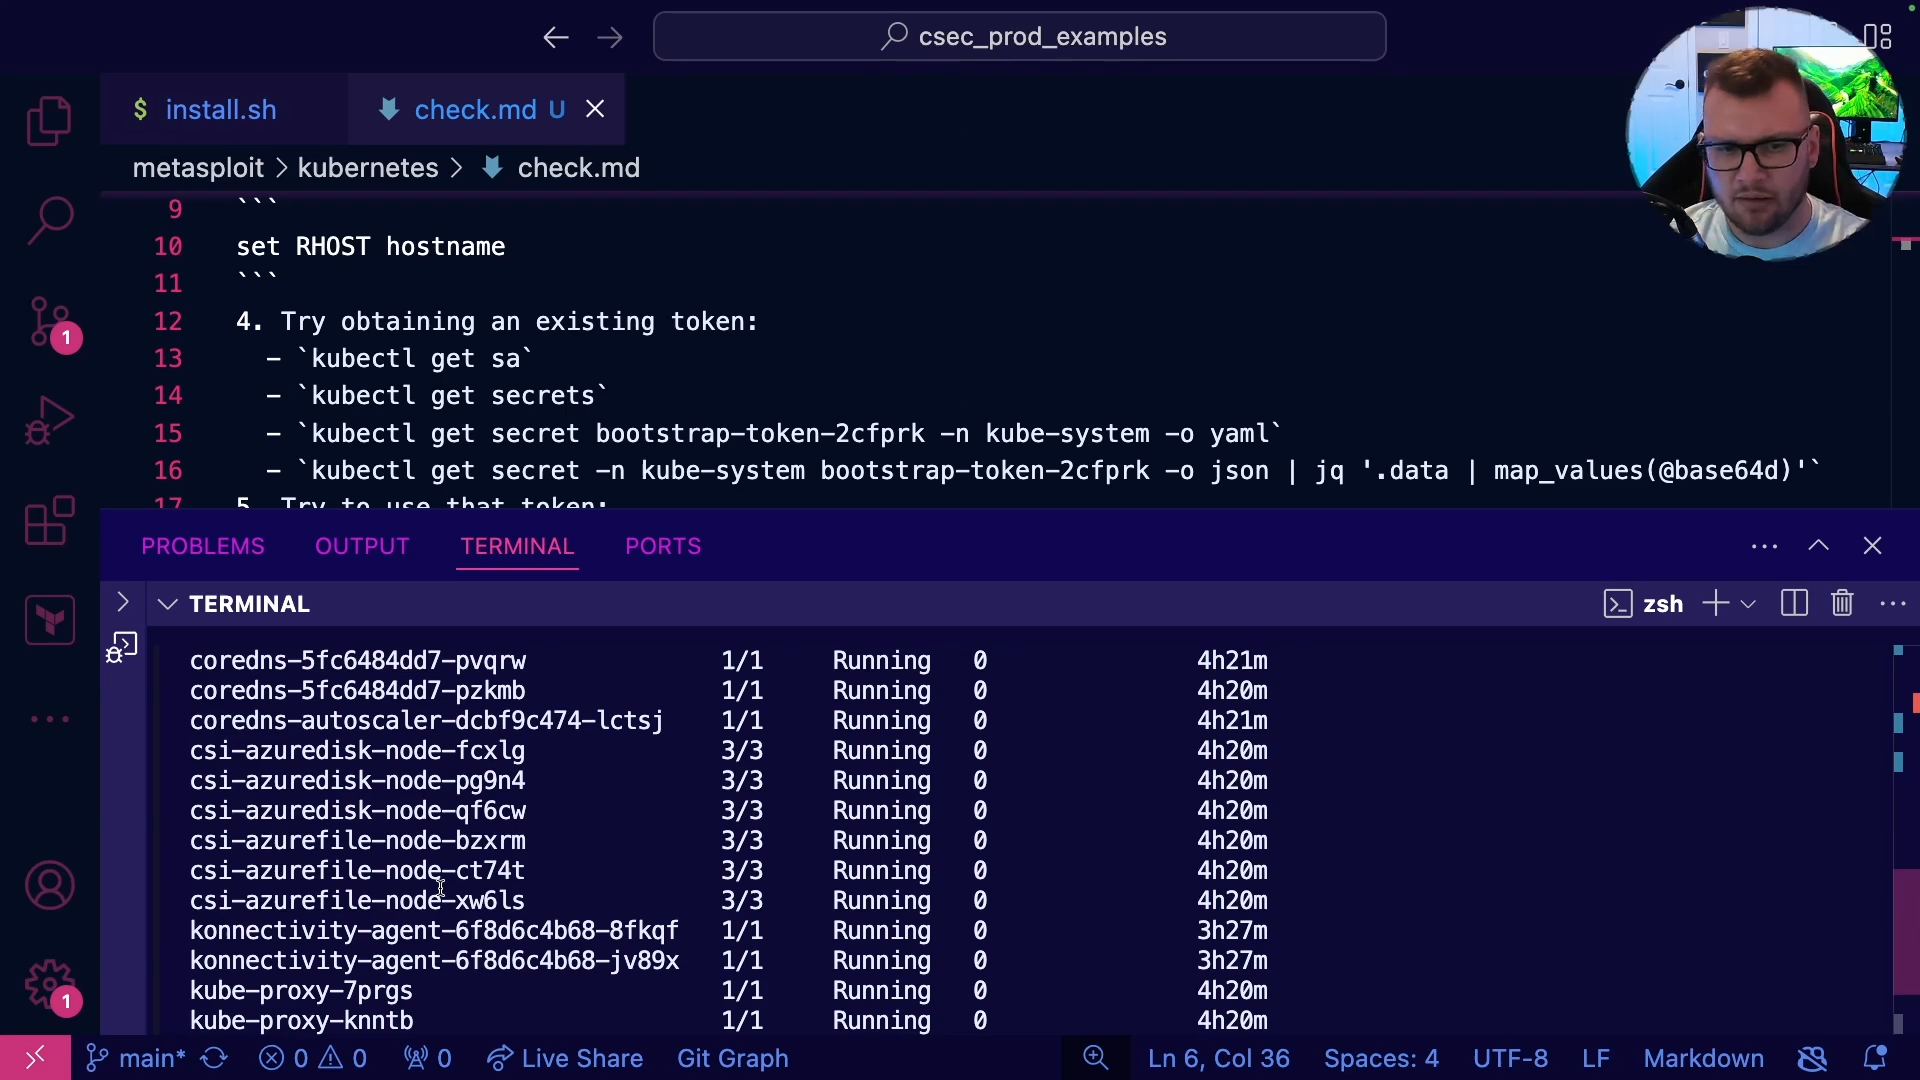 csec_prod_examples
$ install.sh
check.md U
metasploit > kubernetes > check.md
9 ```
10 set RHOST hostname
11 ```
12 4. Try obtaining an existing token:
13 - `kubectl get sa`
14 - `kubectl get secrets`
15 - `kubectl get secret bootstrap-token-2cfprk -n kube-system -o yaml`
16 - `kubectl get secret -n kube-system bootstrap-token-2cfprk -o json | jq '.data | map_values(@base64d)'`
17 5. Try to use that token:
PROBLEMS OUTPUT TERMINAL PORTS
TERMINAL
zsh
coredns-5fc6484dd7-pvqrw 1/1 Running 0 4h21m
coredns-5fc6484dd7-pzkmb 1/1 Running 0 4h20m
coredns-autoscaler-dcbf9c474-lctsj 1/1 Running 0 4h21m
csi-azuredisk-node-fcxlg 3/3 Running 0 4h20m
csi-azuredisk-node-pg9n4 3/3 Running 0 4h20m
csi-azuredisk-node-qf6cw 3/3 Running 0 4h20m
csi-azurefile-node-bzxrm 3/3 Running 0 4h20m
csi-azurefile-node-ct74t 3/3 Running 0 4h20m
csi-azurefile-node-xw6ls 3/3 Running 0 4h20m
konnectivity-agent-6f8d6c4b68-8fkqf 1/1 Running 0 3h27m
konnectivity-agent-6f8d6c4b68-jv89x 1/1 Running 0 3h27m
kube-proxy-7prgs 1/1 Running 0 4h20m
kube-proxy-knntb 1/1 Running 0 4h20m
1
1
main* 0 0 0 Live Share Git Graph Ln 6, Col 36 Spaces: 4 UTF-8 LF Markdown